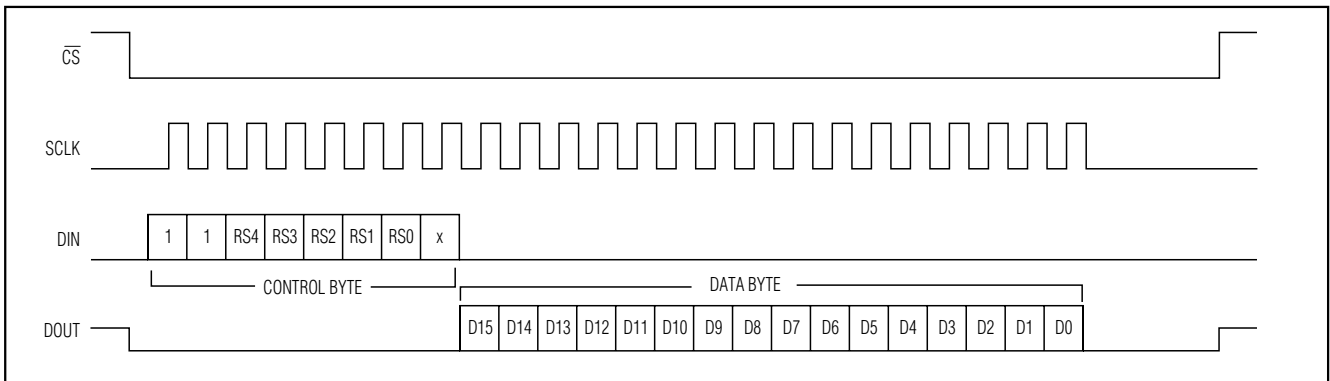 C̅S̅
SCLK
DIN 1 1 RS4 RS3 RS2 RS1 RS0 x
CONTROL BYTE DATA BYTE
DOUT D15 D14 D13 D12 D11 D10 D9 D8 D7 D6 D5 D4 D3 D2 D1 D0